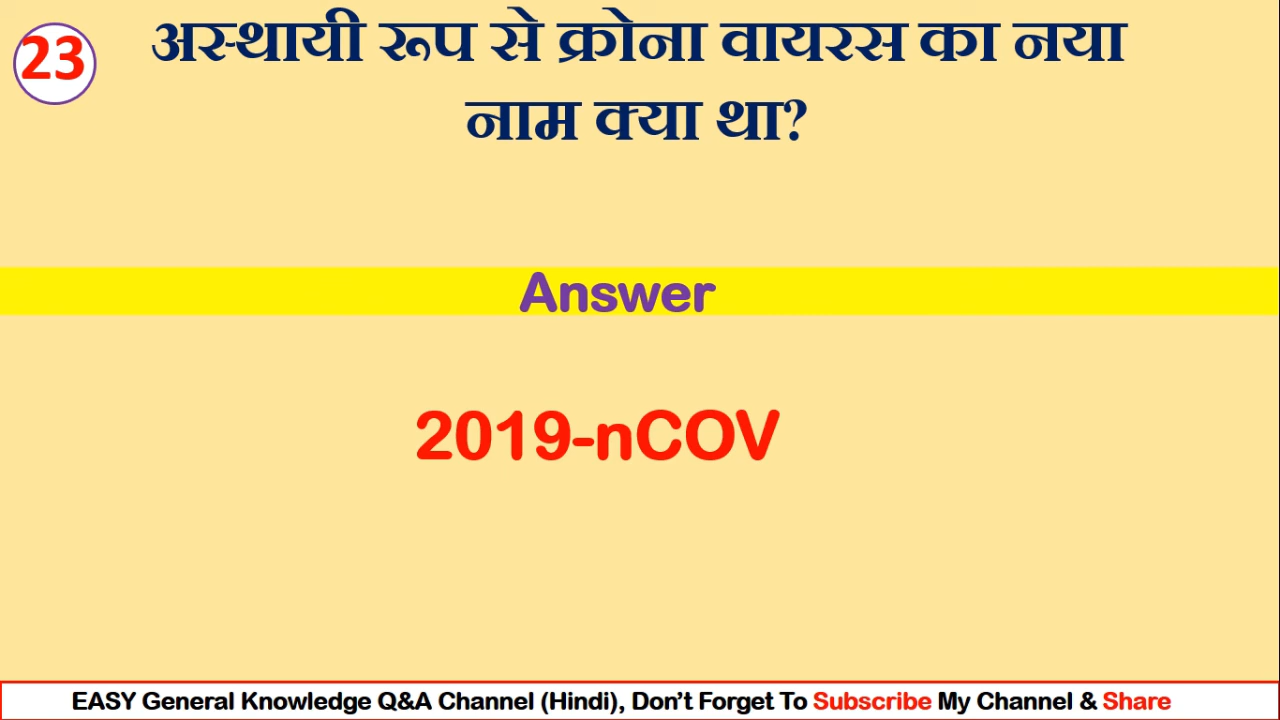 23
अस्थायी रूप से क्रोना वायरस का नया
नाम क्या था?
Answer
2019-nCOV
EASY General Knowledge Q&A Channel (Hindi), Don’t Forget To Subscribe My Channel & Share